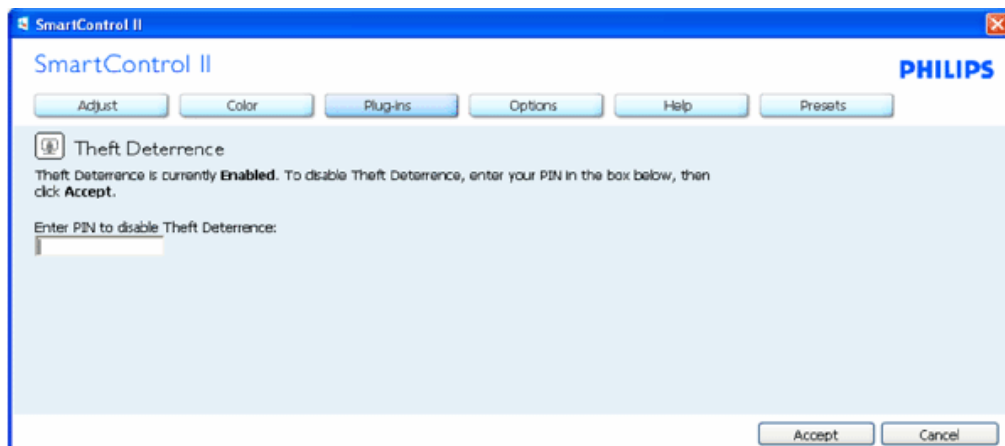 SmartControl II
SmartControl II
PHILIPS
Adjust Color Plug-ins Options Help Presets
Theft Deterrence
Theft Deterrence is currently Enabled. To disable Theft Deterrence, enter your PIN in the box below, then
click Accept.
Enter PIN to disable Theft Deterrence:
Accept Cancel